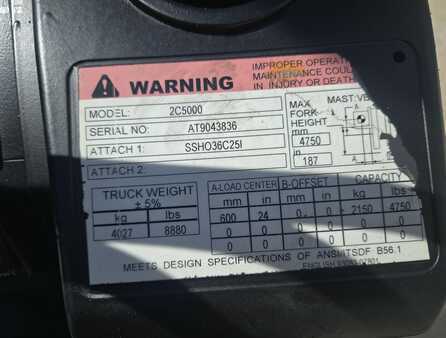 WARNING
IMPROPER OPERAT
MAINTENANCE COUL
IN INJURY OR DEATH
MODEL: 2C5000
SERIAL NO: AT9043836
ATTACH 1: SSHO36C25I
ATTACH 2:
MAX FORK HEIGHT
mm
4750
in
187
MAST:VB
A
B
TRUCK WEIGHT
± 5%
kg lbs
4027 8880
A-LOAD CENTER B-OFFSET CAPACITY
mm in mm in kg lbs
600 24 0 0 2150 4750
0 0 0 0 0 0
0 0 0 0 0 0
MEETS DESIGN SPECIFICATIONS OF ANSI/ITSDF B56.1
ENGLISH